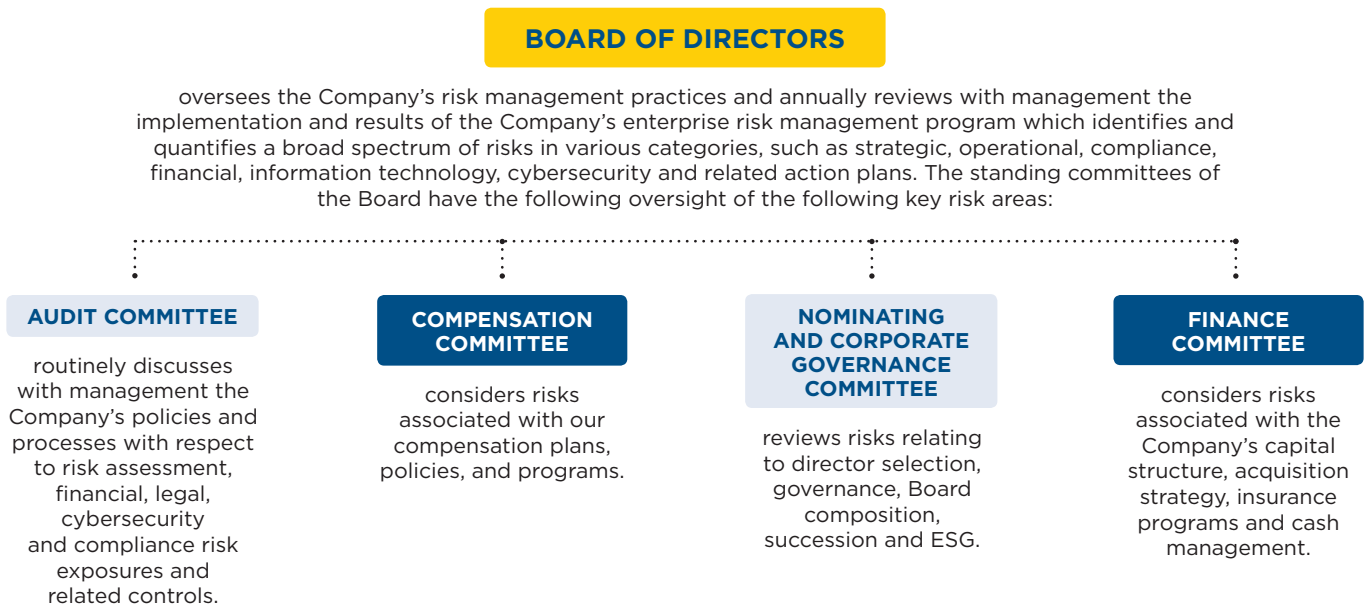 BOARD OF DIRECTORS
oversees the Company’s risk management practices and annually reviews with management the
implementation and results of the Company’s enterprise risk management program which identifies and
quantifies a broad spectrum of risks in various categories, such as strategic, operational, compliance,
financial, information technology, cybersecurity and related action plans. The standing committees of
the Board have the following oversight of the following key risk areas:
AUDIT COMMITTEE
routinely discusses
with management the
Company’s policies and
processes with respect
to risk assessment,
financial, legal,
cybersecurity
and compliance risk
exposures and
related controls.
COMPENSATION
COMMITTEE
considers risks
associated with our
compensation plans,
policies, and programs.
NOMINATING
AND CORPORATE
GOVERNANCE
COMMITTEE
reviews risks relating
to director selection,
governance, Board
composition,
succession and ESG.
FINANCE
COMMITTEE
considers risks
associated with the
Company’s capital
structure, acquisition
strategy, insurance
programs and cash
management.